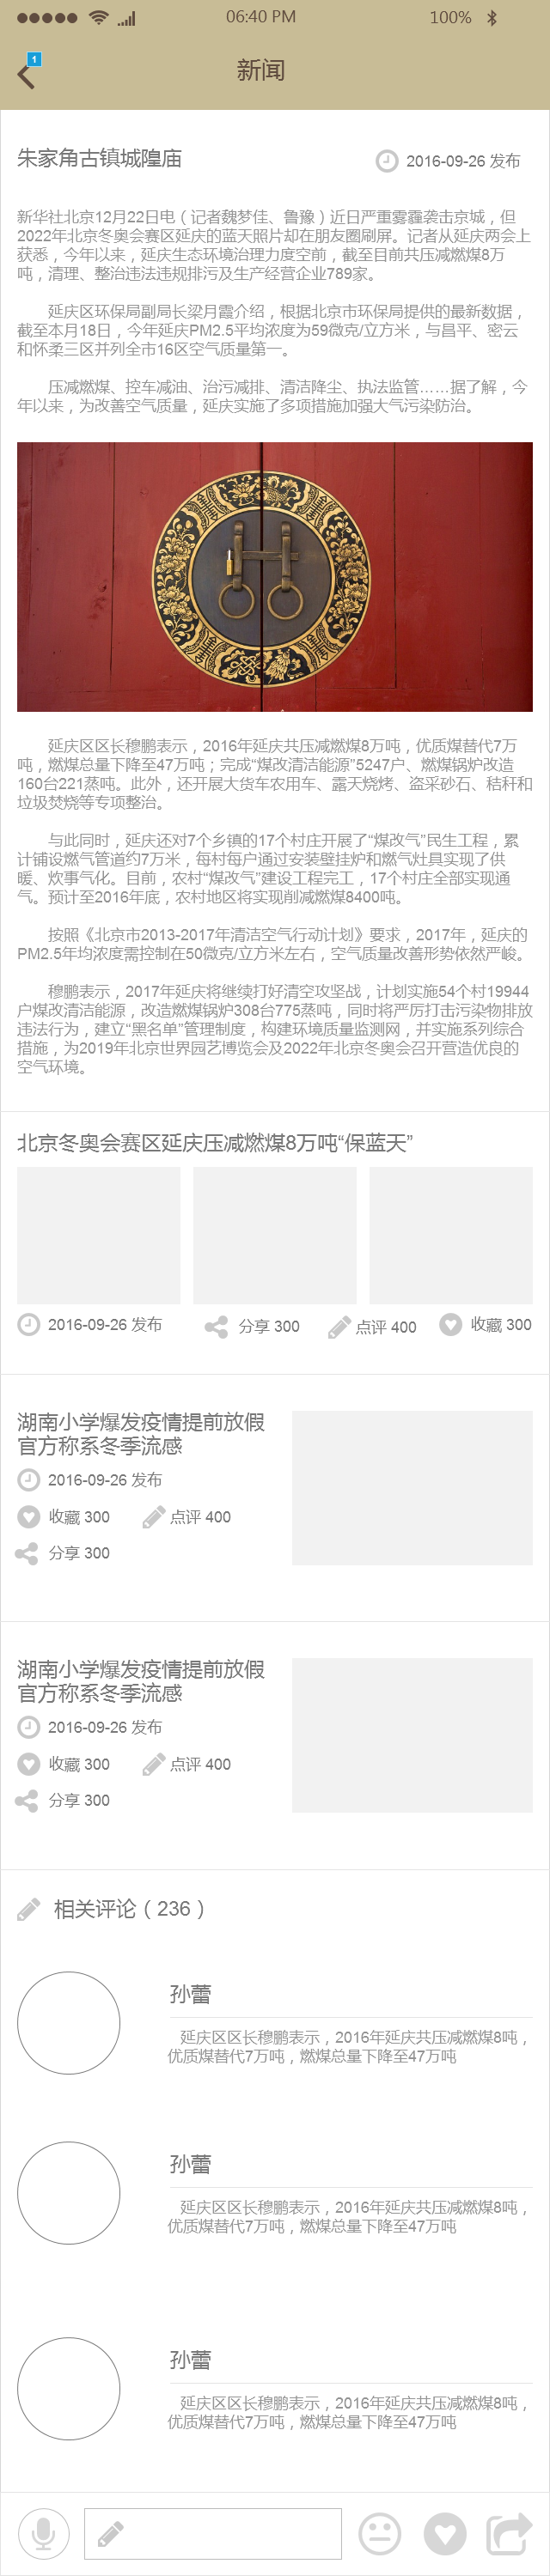 06:40 PM
100%
1
新闻
朱家角古镇城隍庙
2016-09-26 发布
新华社北京12月22日电（记者魏梦佳、鲁豫）近日严重雾霾袭击京城，但
2022年北京冬奥会赛区延庆的蓝天照片却在朋友圈刷屏。记者从延庆两会上
获悉，今年以来，延庆生态环境治理力度空前，截至目前共压减燃煤8万
吨，清理、整治违法违规排污及生产经营企业789家。
延庆区环保局副局长梁月霞介绍，根据北京市环保局提供的最新数据，
截至本月18日，今年延庆PM2.5平均浓度为59微克/立方米，与昌平、密云
和怀柔三区并列全市16区空气质量第一。
压减燃煤、控车减油、治污减排、清洁降尘、执法监管……据了解，今
年以来，为改善空气质量，延庆实施了多项措施加强大气污染防治。
延庆区区长穆鹏表示，2016年延庆共压减燃煤8万吨，优质煤替代7万
吨，燃煤总量下降至47万吨；完成“煤改清洁能源”5247户、燃煤锅炉改造
160台221蒸吨。此外，还开展大货车农用车、露天烧烤、盗采砂石、秸秆和
垃圾焚烧等专项整治。
与此同时，延庆还对7个乡镇的17个村庄开展了“煤改气”民生工程，累
计铺设燃气管道约7万米，每村每户通过安装壁挂炉和燃气灶具实现了供
暖、炊事气化。目前，农村“煤改气”建设工程完工，17个村庄全部实现通
气。预计至2016年底，农村地区将实现削减燃煤8400吨。
按照《北京市2013-2017年清洁空气行动计划》要求，2017年，延庆的
PM2.5年均浓度需控制在50微克/立方米左右，空气质量改善形势依然严峻。
穆鹏表示，2017年延庆将继续打好清空攻坚战，计划实施54个村19944
户煤改清洁能源，改造燃煤锅炉308台775蒸吨，同时将严厉打击污染物排放
违法行为，建立“黑名单”管理制度，构建环境质量监测网，并实施系列综合
措施，为2019年北京世界园艺博览会及2022年北京冬奥会召开营造优良的
空气环境。
北京冬奥会赛区延庆压减燃煤8万吨“保蓝天”
2016-09-26 发布
分享 300
点评 400
收藏 300
湖南小学爆发疫情提前放假
官方称系冬季流感
2016-09-26 发布
收藏 300
点评 400
分享 300
湖南小学爆发疫情提前放假
官方称系冬季流感
2016-09-26 发布
收藏 300
点评 400
分享 300
相关评论（236）
孙蕾
延庆区区长穆鹏表示，2016年延庆共压减燃煤8吨，
优质煤替代7万吨，燃煤总量下降至47万吨
孙蕾
延庆区区长穆鹏表示，2016年延庆共压减燃煤8吨，
优质煤替代7万吨，燃煤总量下降至47万吨
孙蕾
延庆区区长穆鹏表示，2016年延庆共压减燃煤8吨，
优质煤替代7万吨，燃煤总量下降至47万吨